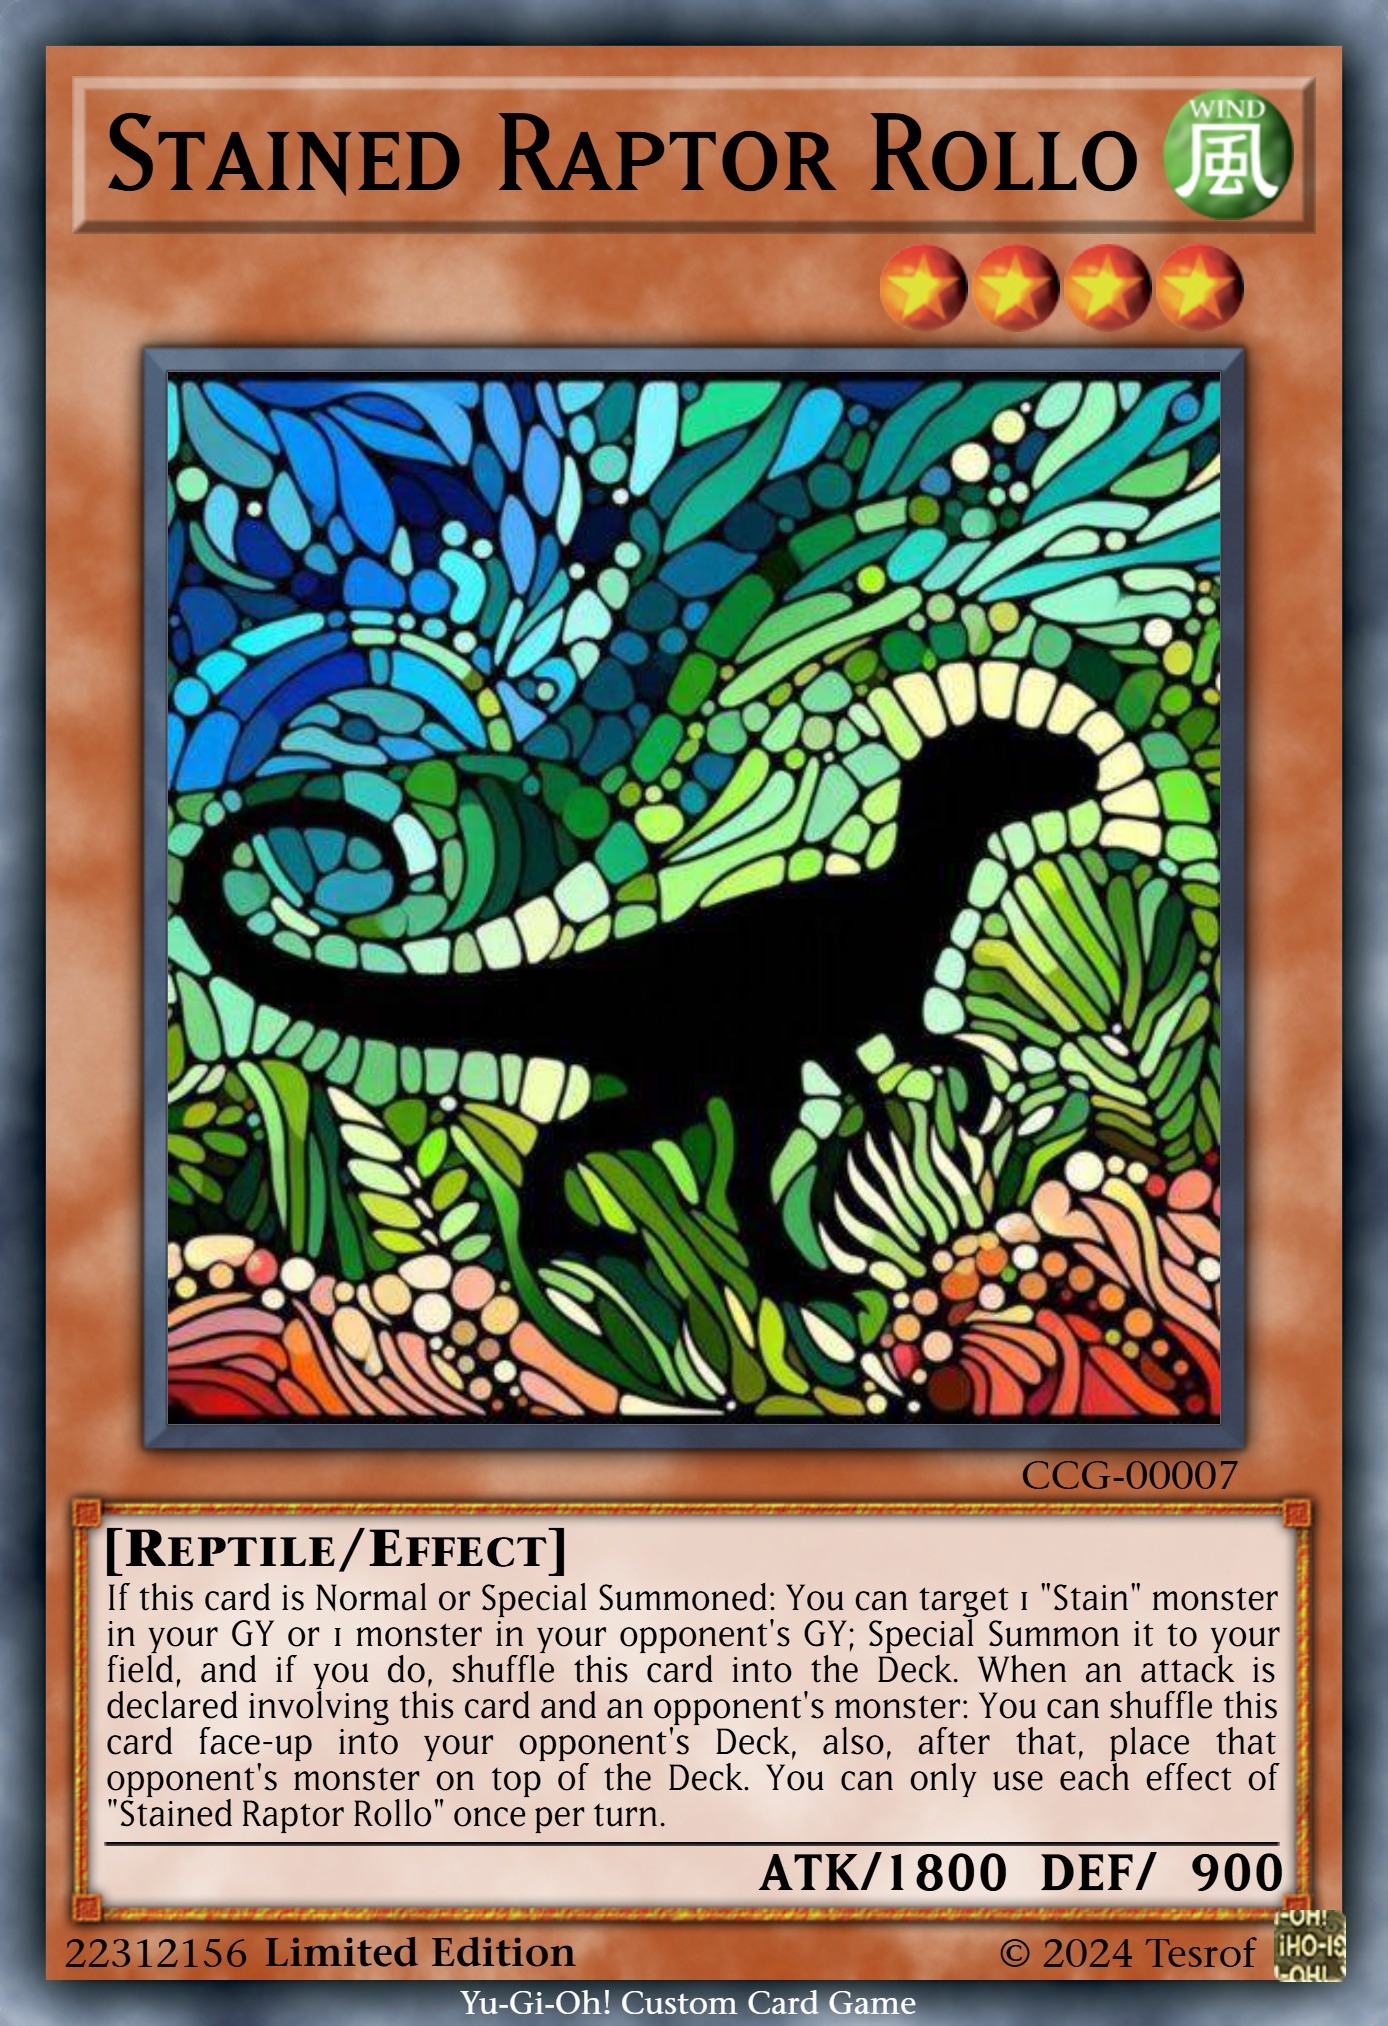 Stained Raptor Rollo
WIND
風
CCG-00007
[Reptile/Effect]
If this card is Normal or Special Summoned: You can target 1 "Stain" monster
in your GY or 1 monster in your opponent's GY; Special Summon it to your
field, and if you do, shuffle this card into the Deck. When an attack is
declared involving this card and an opponent's monster: You can shuffle this
card face-up into your opponent's Deck, also, after that, place that
opponent's monster on top of the Deck. You can only use each effect of
"Stained Raptor Rollo" once per turn.
ATK/1800 DEF/ 900
22312156 Limited Edition
© 2024 Tesrof
Yu-Gi-Oh! Custom Card Game